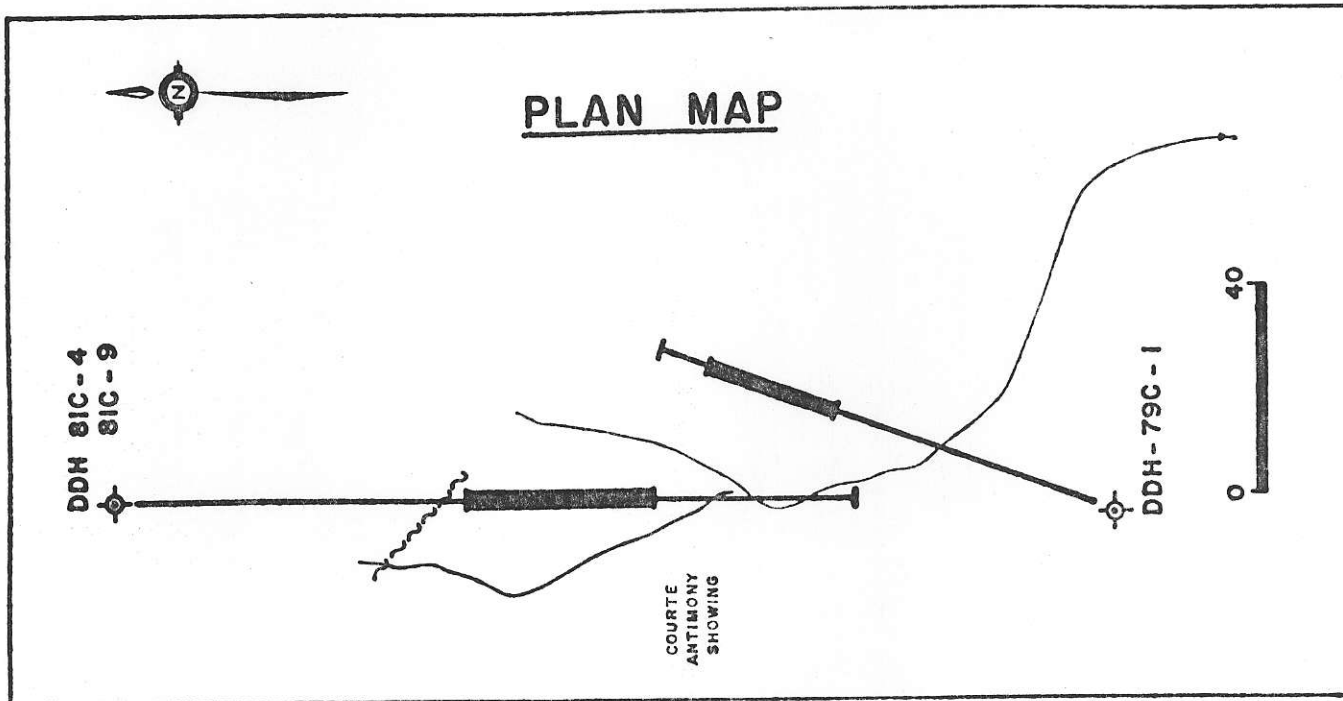 PLAN MAP
N
DDH 81C-4
81C-9
COURTE
ANTIMONY
SHOWING
DDH-79C-1
0 40